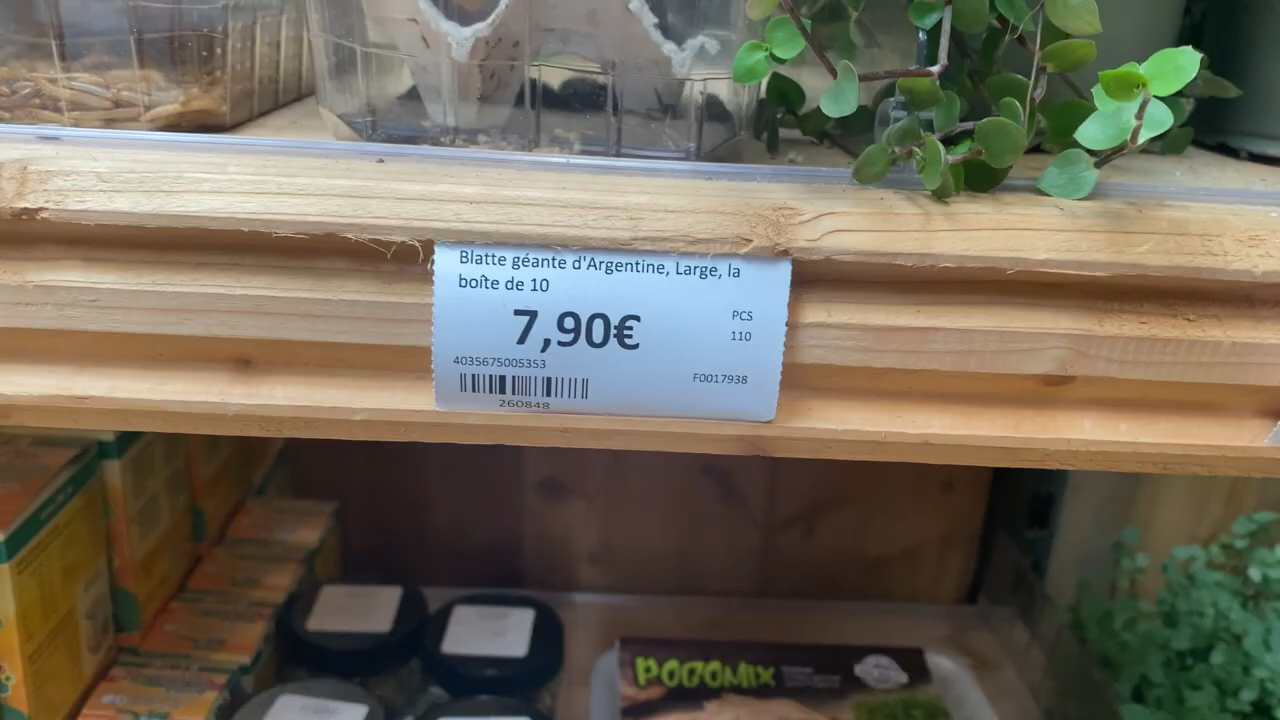 Blatte géante d'Argentine, Large, la
boîte de 10
7,90€
PCS
110
4035675005353
F0017938
260848
POGOMIX